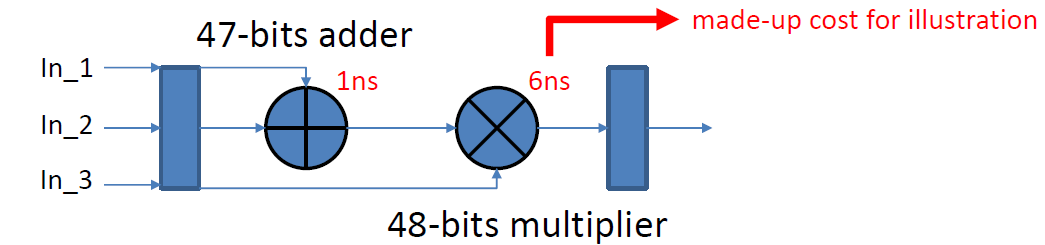 made-up cost for illustration
47-bits adder
In_1
1ns
6ns
In_2
In_3
48-bits multiplier